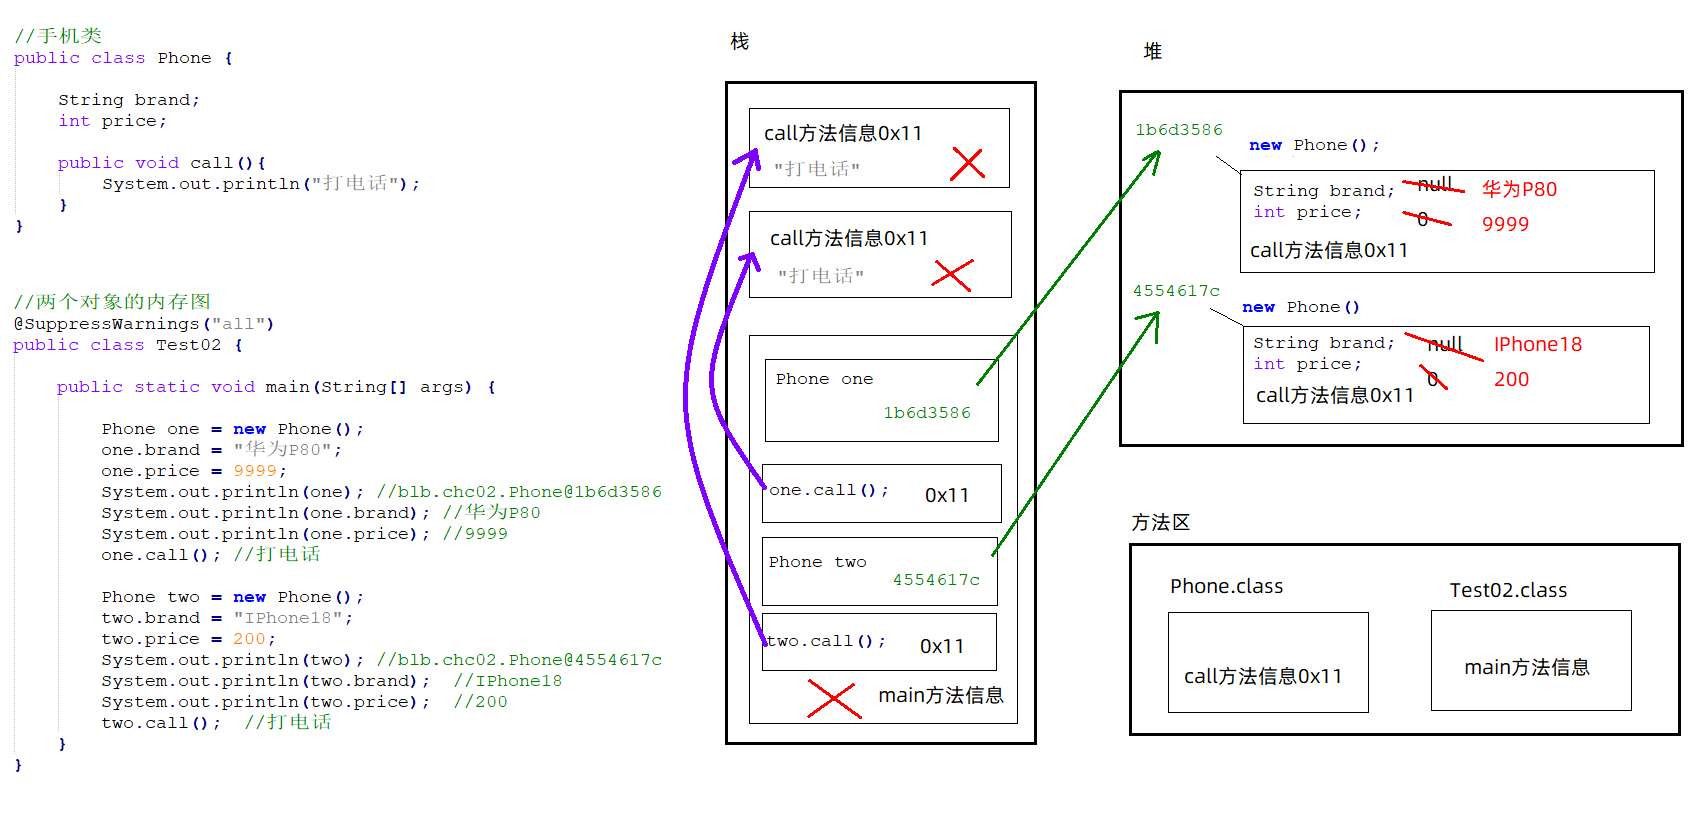 //手机类
public class Phone {
String brand;
int price;
public void call(){
System.out.println("打电话");
}
}
//两个对象的内存图
@SuppressWarnings("all")
public class Test02 {
public static void main(String[] args) {
Phone one = new Phone();
one.brand = "华为P80";
one.price = 9999;
System.out.println(one); //blb.chc02.Phone@1b6d3586
System.out.println(one.brand); //华为P80
System.out.println(one.price); //9999
one.call(); //打电话
Phone two = new Phone();
two.brand = "IPhone18";
two.price = 200;
System.out.println(two); //blb.chc02.Phone@4554617c
System.out.println(two.brand);  //IPhone18
System.out.println(two.price);  //200
two.call();  //打电话
}
}
栈
call方法信息0x11
"打电话"
call方法信息0x11
"打电话"
Phone one
1b6d3586
one.call(); 0x11
Phone two
4554617c
two.call(); 0x11
main方法信息
堆
1b6d3586
new Phone();
String brand; null 华为P80
int price; 0 9999
call方法信息0x11
4554617c
new Phone()
String brand; null IPhone18
int price; 0 200
call方法信息0x11
方法区
Phone.class
call方法信息0x11
Test02.class
main方法信息